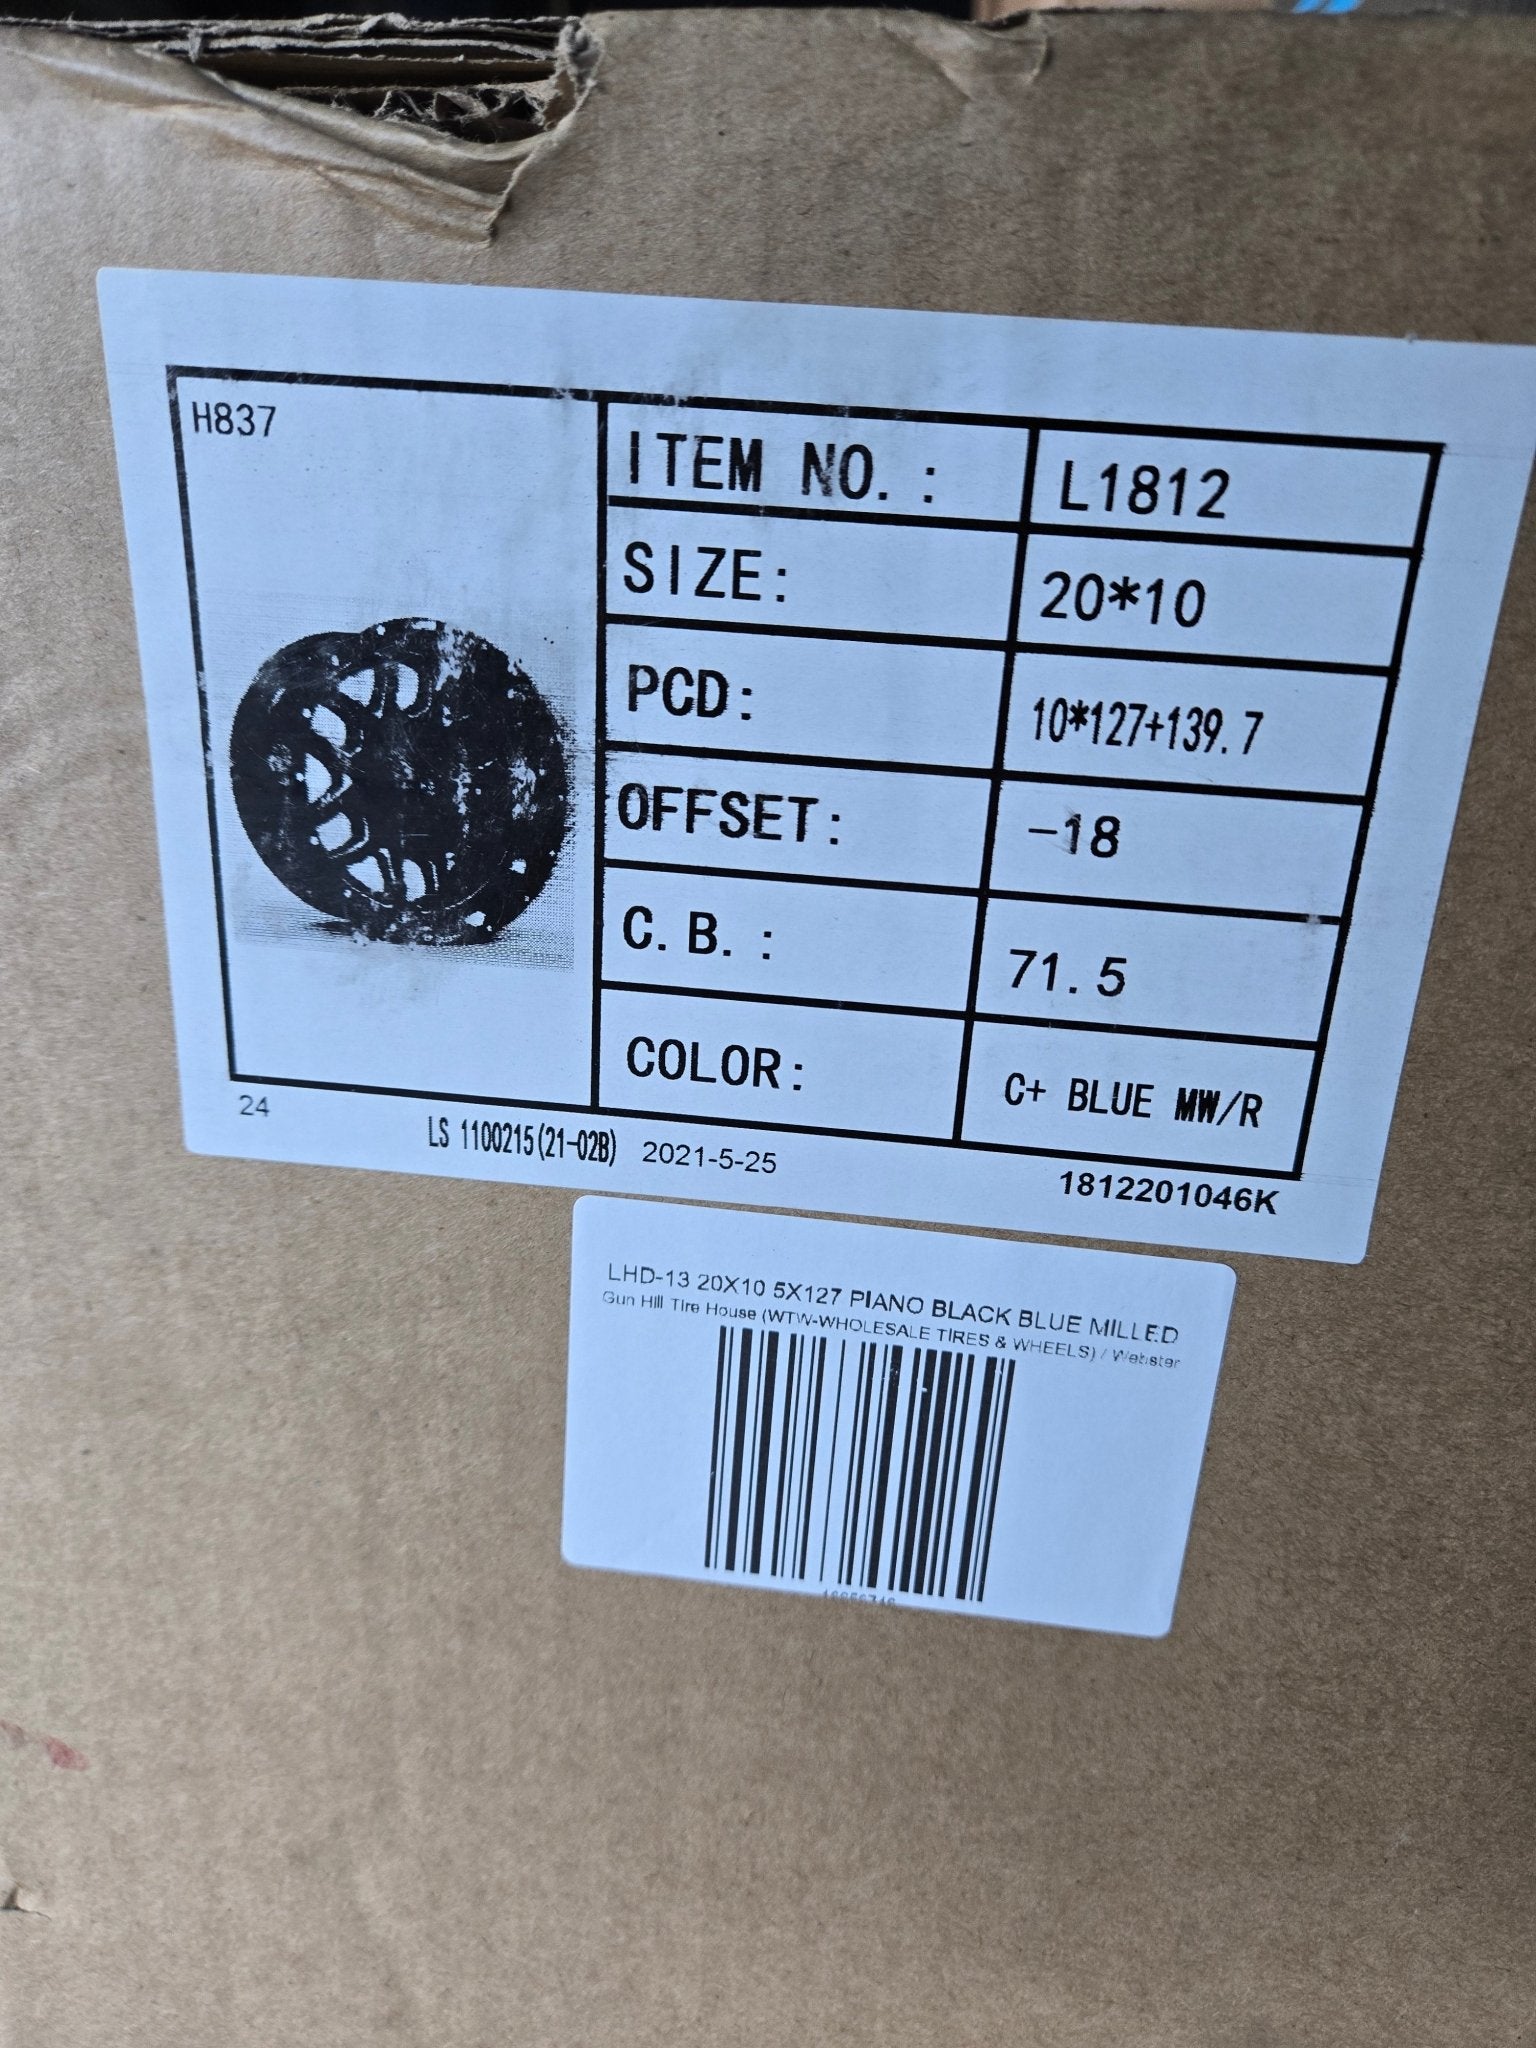 H837
ITEM NO. : L1812
SIZE: 20*10
PCD: 10*127+139.7
OFFSET: -18
C.B. : 71.5
COLOR: C+ BLUE MW/R
24 LS 1100215(21-02B) 2021-5-25 1812201046K
LHD-13 20X10 5X127 PIANO BLACK BLUE MILLED
Gun Hill Tire House (WTW-WHOLESALE TIRES & WHEELS) / Webster